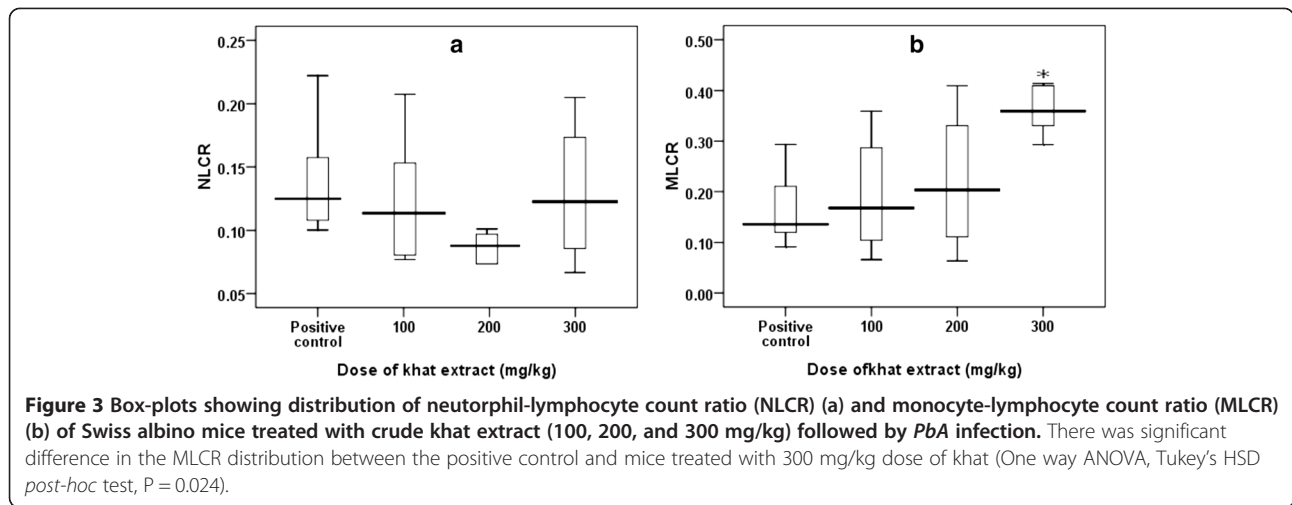 a
0.25
0.20
0.15
0.10
0.05
NLCR
Positive control
100
200
300
Dose of khat extract (mg/kg)
b
0.50
0.40
0.30
0.20
0.10
0.00
MLCR
*
Positive control
100
200
300
Dose ofkhat extract (mg/kg)
Figure 3 Box-plots showing distribution of neutorphil-lymphocyte count ratio (NLCR) (a) and monocyte-lymphocyte count ratio (MLCR)
(b) of Swiss albino mice treated with crude khat extract (100, 200, and 300 mg/kg) followed by PbA infection. There was significant
difference in the MLCR distribution between the positive control and mice treated with 300 mg/kg dose of khat (One way ANOVA, Tukey's HSD
post-hoc test, P = 0.024).